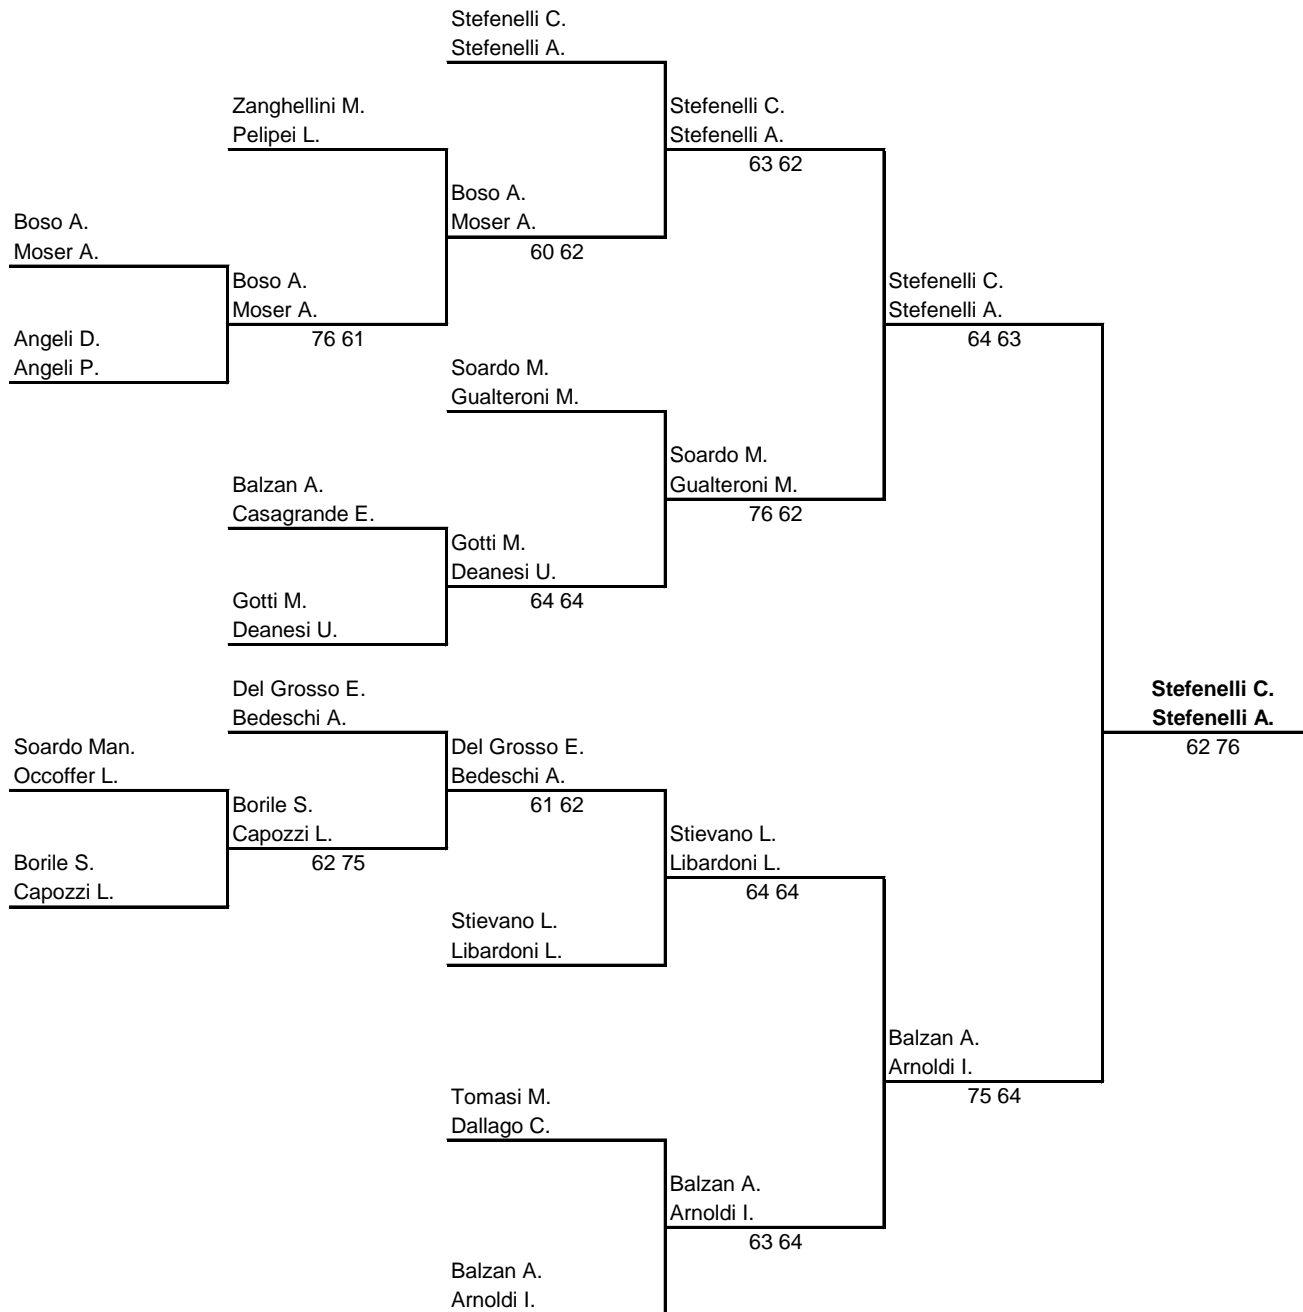 Stefenelli C.
Stefenelli A.
Zanghellini M.
Pelipei L.
Stefenelli C.
Stefenelli A.
63 62
Boso A.
Moser A.
Boso A.
Moser A.
60 62
Boso A.
Moser A.
76 61
Stefenelli C.
Stefenelli A.
64 63
Angeli D.
Angeli P.
Soardo M.
Gualteroni M.
Soardo M.
Gualteroni M.
76 62
Balzan A.
Casagrande E.
Gotti M.
Deanesi U.
64 64
Gotti M.
Deanesi U.
Del Grosso E.
Bedeschi A.
Stefenelli C.
Stefenelli A.
62 76
Soardo Man.
Occoffer L.
Del Grosso E.
Bedeschi A.
61 62
Borile S.
Capozzi L.
62 75
Stievano L.
Libardoni L.
64 64
Borile S.
Capozzi L.
Stievano L.
Libardoni L.
Balzan A.
Arnoldi I.
75 64
Tomasi M.
Dallago C.
Balzan A.
Arnoldi I.
63 64
Balzan A.
Arnoldi I.